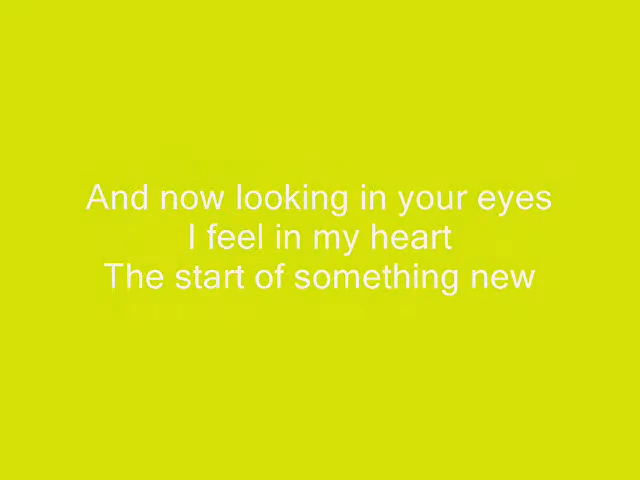 And now looking in your eyes
I feel in my heart
The start of something new